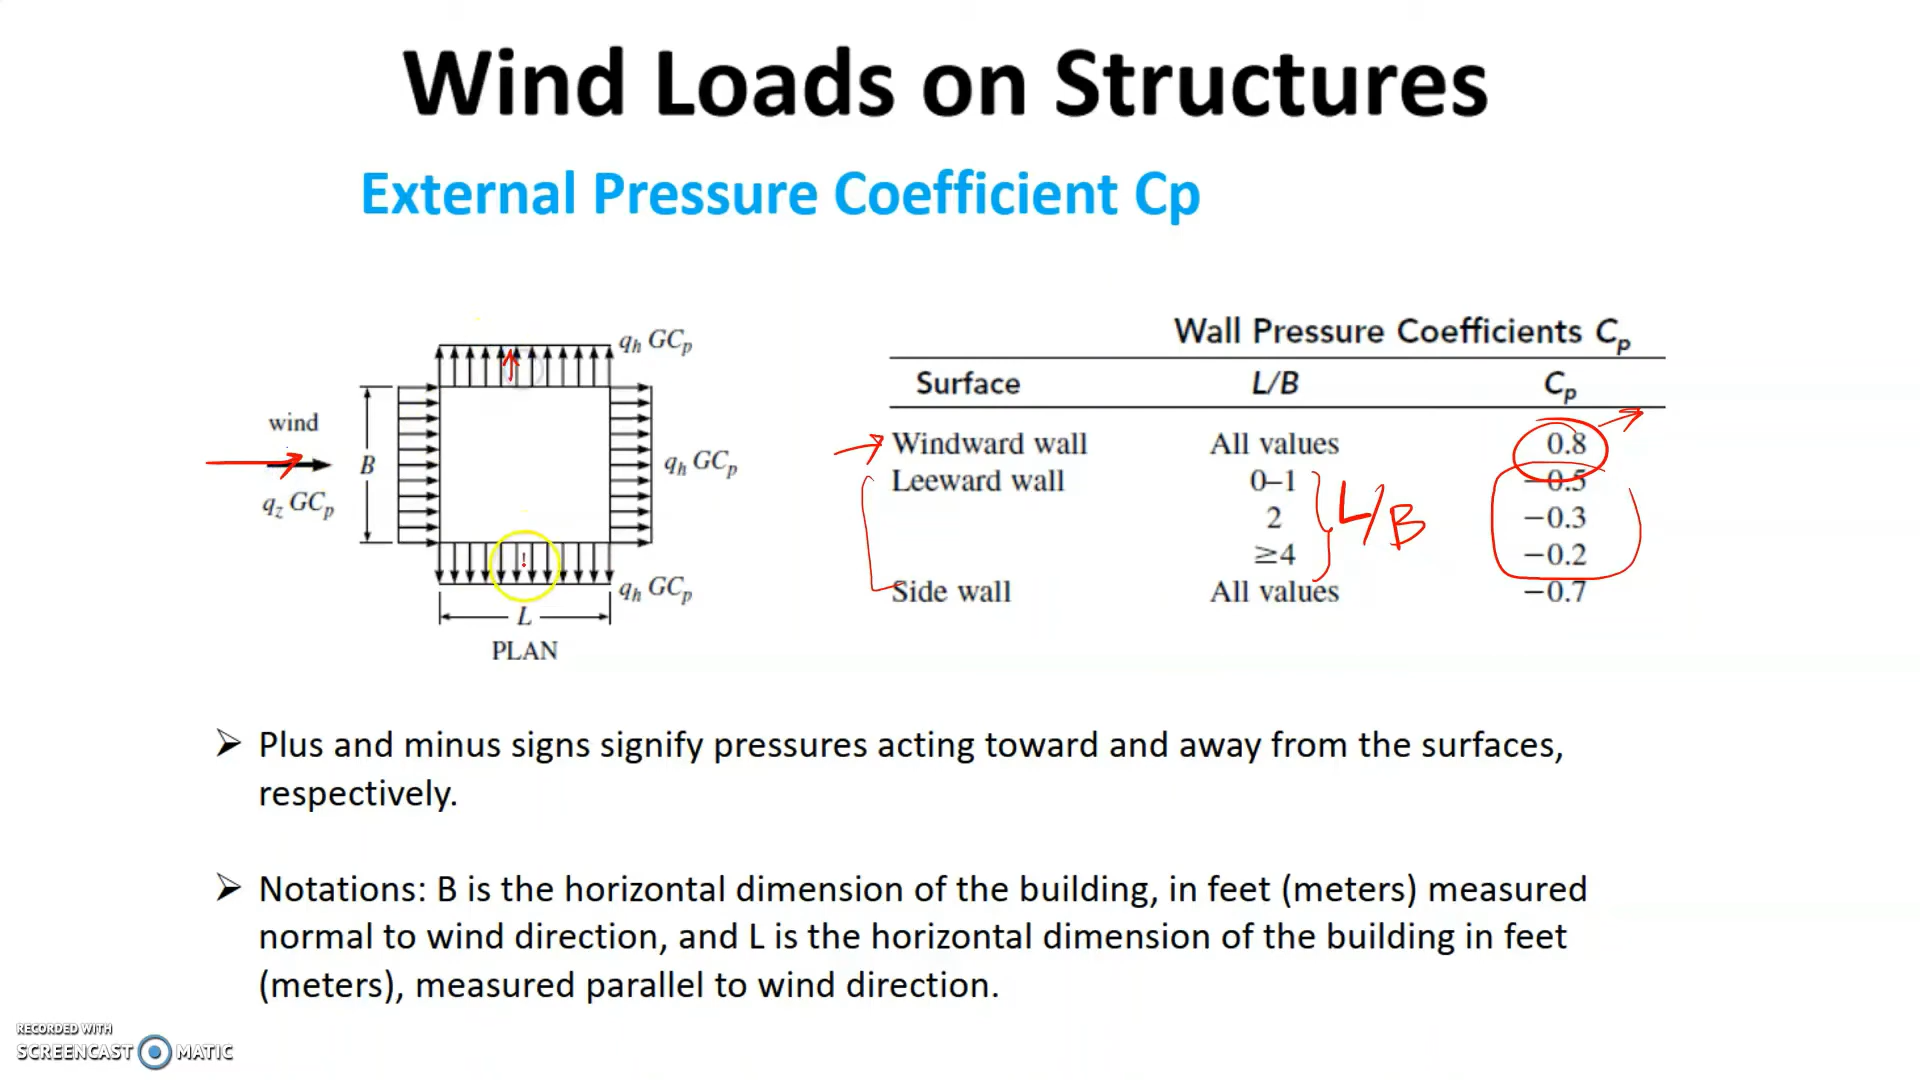 Wind Loads on Structures
External Pressure Coefficient Cp
qh GCp
wind
B
qz GCp
qh GCp
qh GCp
L
PLAN
Wall Pressure Coefficients Cp
Surface L/B Cp
Windward wall All values 0.8
Leeward wall 0–1 −0.5
2 −0.3
≥4 −0.2
Side wall All values −0.7
L/B
➢ Plus and minus signs signify pressures acting toward and away from the surfaces,
respectively.
➢ Notations: B is the horizontal dimension of the building, in feet (meters) measured
normal to wind direction, and L is the horizontal dimension of the building in feet
(meters), measured parallel to wind direction.
RECORDED WITH
SCREENCAST MATIC